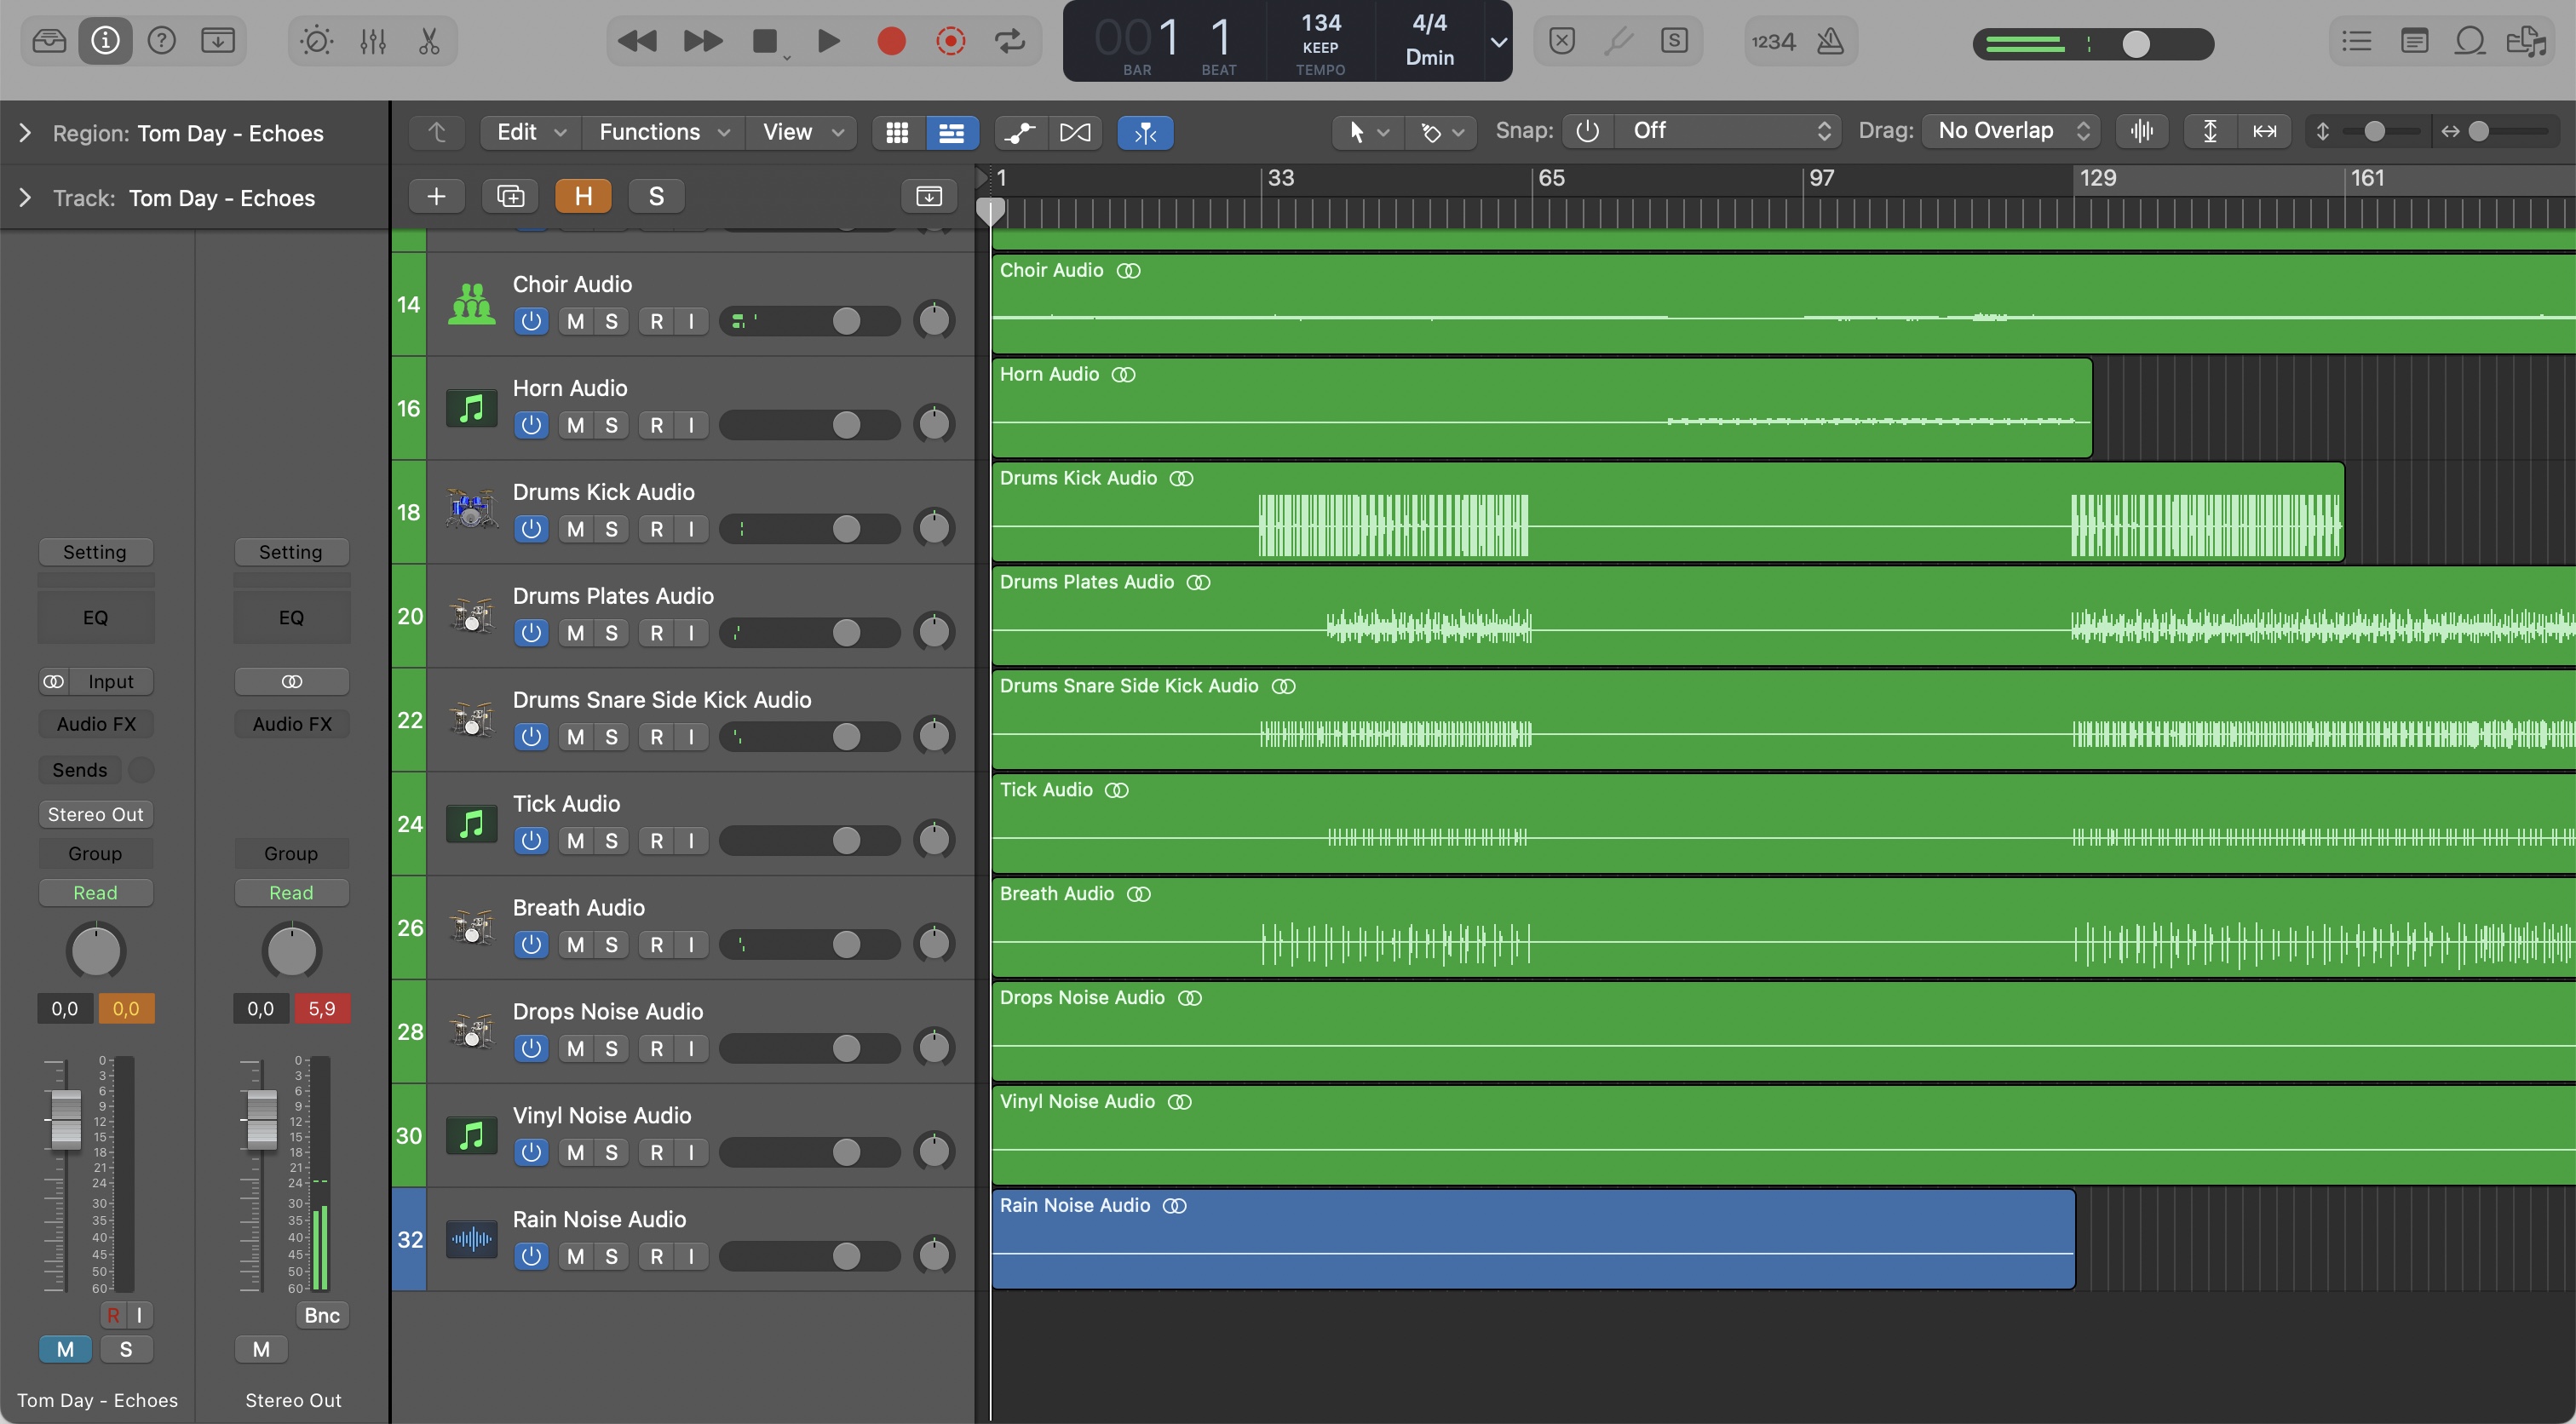 001 1
BAR BEAT
134
KEEP
TEMPO
4/4
Dmin
S
1234
Region: Tom Day - Echoes
Edit Functions View
Snap: Off
Drag: No Overlap
Track: Tom Day - Echoes
H S
1 33 65 97 129 161
14
Choir Audio
M S R I
Choir Audio
16
Horn Audio
M S R I
Horn Audio
18
Drums Kick Audio
M S R I
Drums Kick Audio
20
Drums Plates Audio
M S R I
Drums Plates Audio
22
Drums Snare Side Kick Audio
M S R I
Drums Snare Side Kick Audio
24
Tick Audio
M S R I
Tick Audio
26
Breath Audio
M S R I
Breath Audio
28
Drops Noise Audio
M S R I
Drops Noise Audio
30
Vinyl Noise Audio
M S R I
Vinyl Noise Audio
32
Rain Noise Audio
M S R I
Rain Noise Audio
Setting
EQ
Input
Audio FX
Sends
Stereo Out
Group
Read
0,0 0,0
0
3
6
9
12
15
18
21
24
30
35
40
45
50
60
R I
M S
Tom Day - Echoes
Setting
EQ
Audio FX
Group
Read
0,0 5,9
0
3
6
9
12
15
18
21
24
30
35
40
45
50
60
Bnc
M
Stereo Out